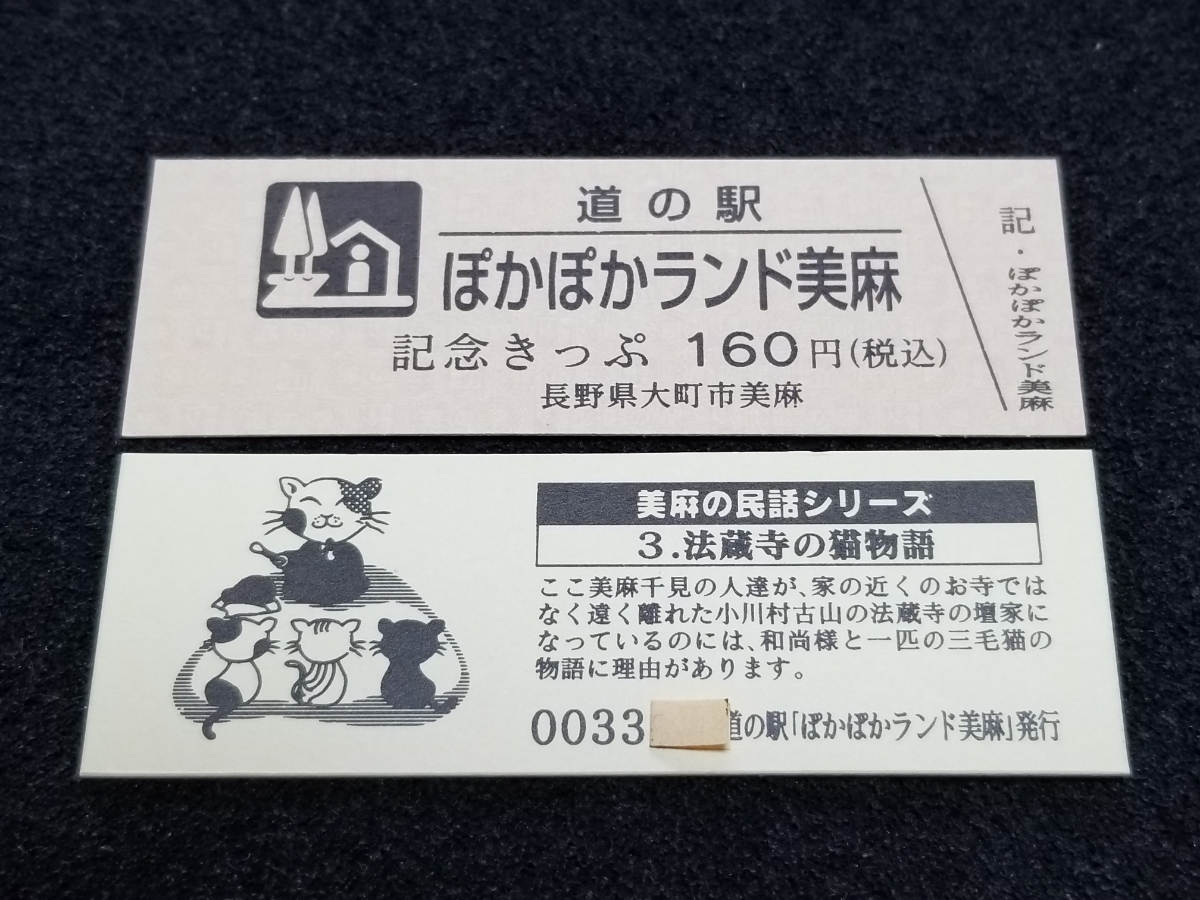 道の駅
ぽかぽかランド美麻
記念きっぷ 160円(税込)
長野県大町市美麻
記・ぽかぽかランド美麻
美麻の民話シリーズ
3.法蔵寺の猫物語
ここ美麻千見の人達が、家の近くのお寺では
なく遠く離れた小川村古山の法蔵寺の壇家に
なっているのには、和尚様と一匹の三毛猫の
物語に理由があります。
0033 道の駅「ぽかぽかランド美麻」発行